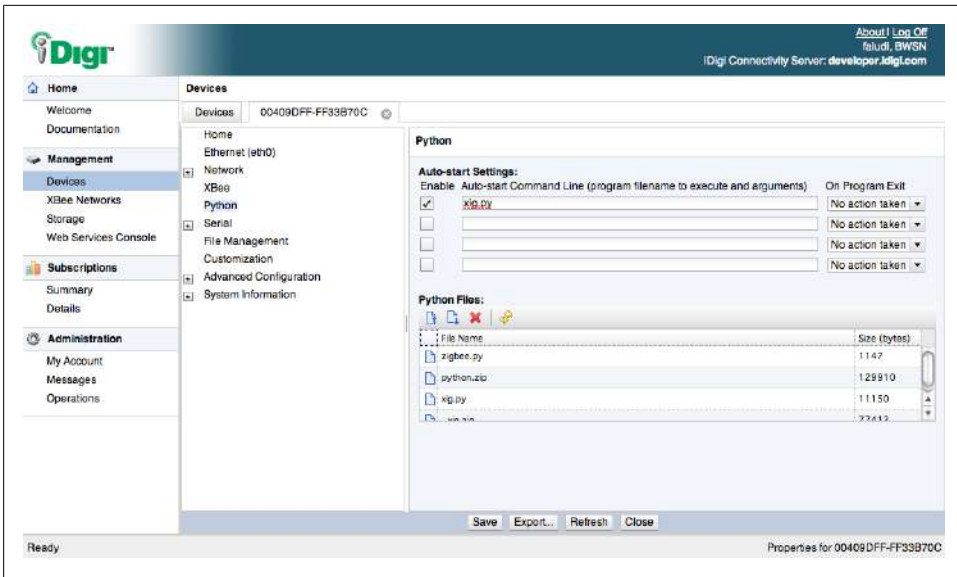 iDigi
About | Log Off
faludi, BWSN
iDigi Connectivity Server: developer.idigi.com
Home
Welcome
Documentation
Management
Devices
XBee Networks
Storage
Web Services Console
Subscriptions
Summary
Details
Administration
My Account
Messages
Operations
Devices
Devices 00409DFF-FF33B70C
Home
Ethernet (eth0)
Network
XBee
Python
Serial
File Management
Customization
Advanced Configuration
System Information
Python
Auto-start Settings:
Enable Auto-start Command Line (program filename to execute and arguments) On Program Exit
xig.py No action taken
No action taken
No action taken
No action taken
Python Files:
File Name Size (bytes)
zigbee.py 1147
python.zip 129910
xig.py 11150
Save Export... Refresh Close
Ready Properties for 00409DFF-FF33B70C